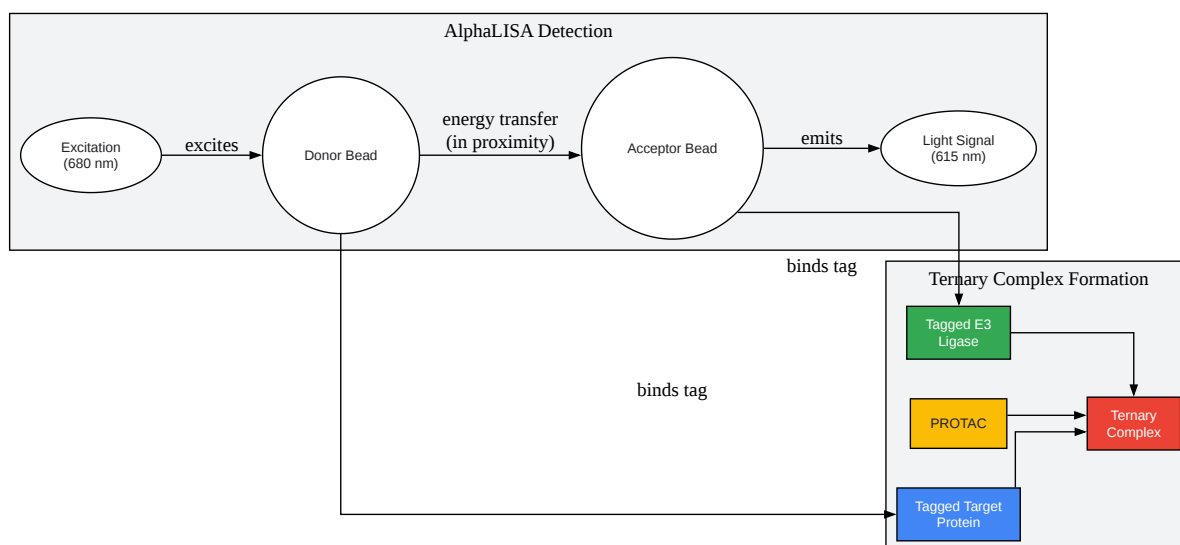 AlphaLISA Detection
Excitation
(680 nm)
excites
Donor Bead
energy transfer
(in proximity)
Acceptor Bead
emits
Light Signal
(615 nm)
binds tag
Ternary Complex Formation
Tagged E3
Ligase
binds tag
PROTAC
Ternary
Complex
Tagged Target
Protein